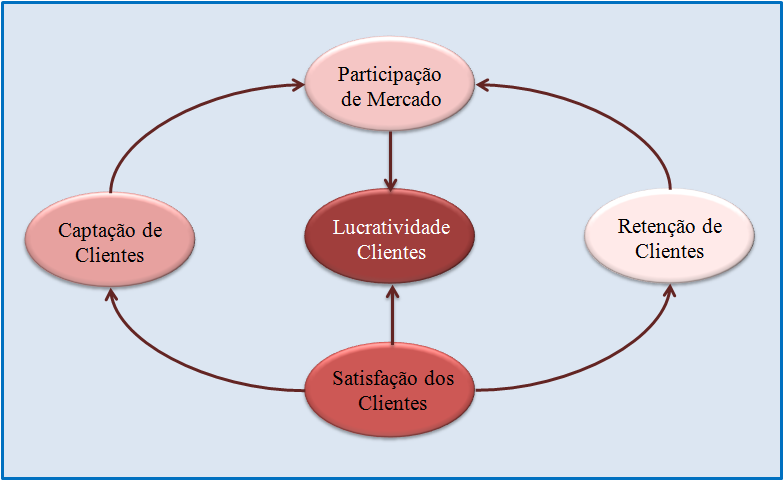 Participação
de Mercado
Captação de
Clientes
Lucratividade
Clientes
Retenção de
Clientes
Satisfação dos
Clientes